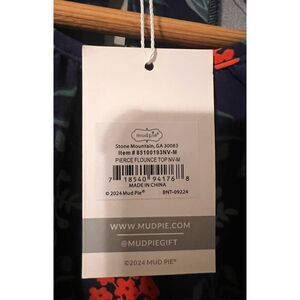 mud pie®
Stone Mountain, GA 30083
Item # 85100193NV-M
PIERCE FLOUNCE TOP NV-M
7 18540 94176 8
MADE IN CHINA
©2024 Mud Pie® BNT-09224
WWW.MUDPIE.COM
@MUDPIEGIFT
©2024 MUD PIE®